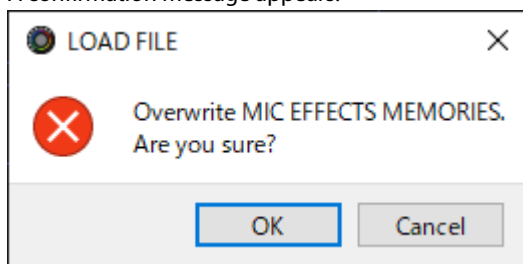 A confirmation message appears.
LOAD FILE
Overwrite MIC EFFECTS MEMORIES.
Are you sure?
OK
Cancel